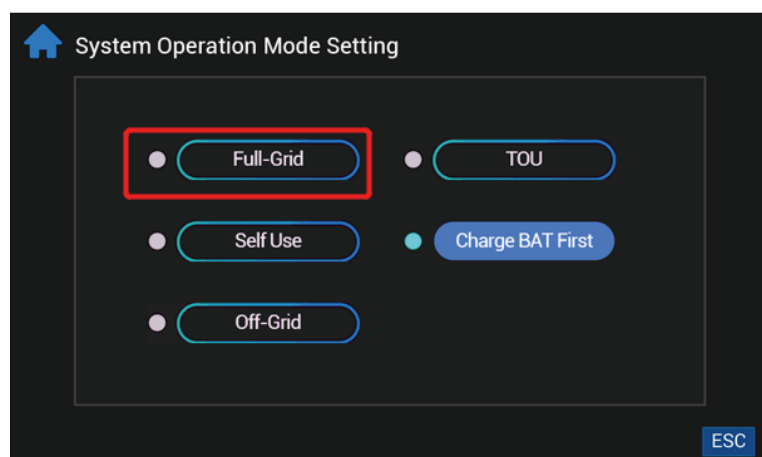 System Operation Mode Setting
Full-Grid
TOU
Self Use
Charge BAT First
Off-Grid
ESC